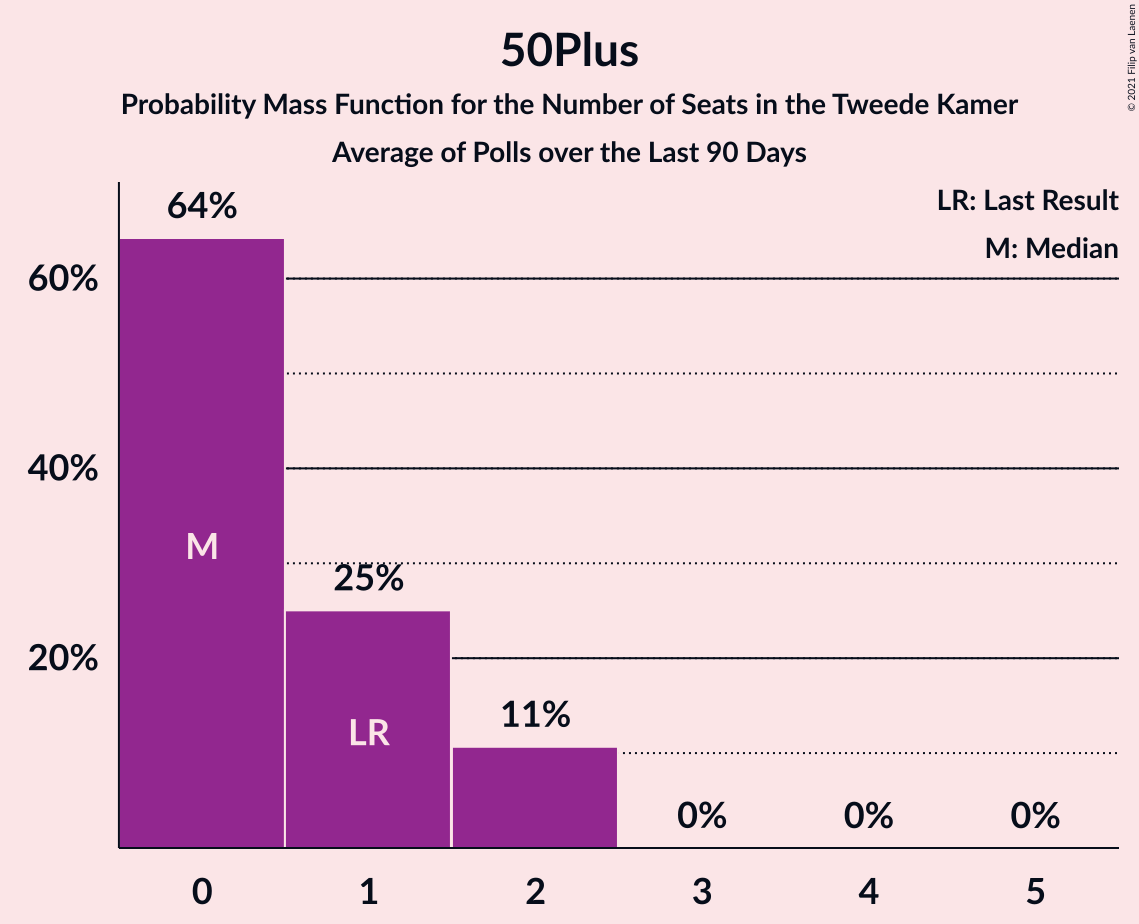 50Plus
Probability Mass Function for the Number of Seats in the Tweede Kamer
Average of Polls over the Last 90 Days
© 2021 Filip van Laenen
LR: Last Result
M: Median
64%
60%
40%
M
25%
20%
LR
11%
0%
0%
0%
0
1
2
3
4
5